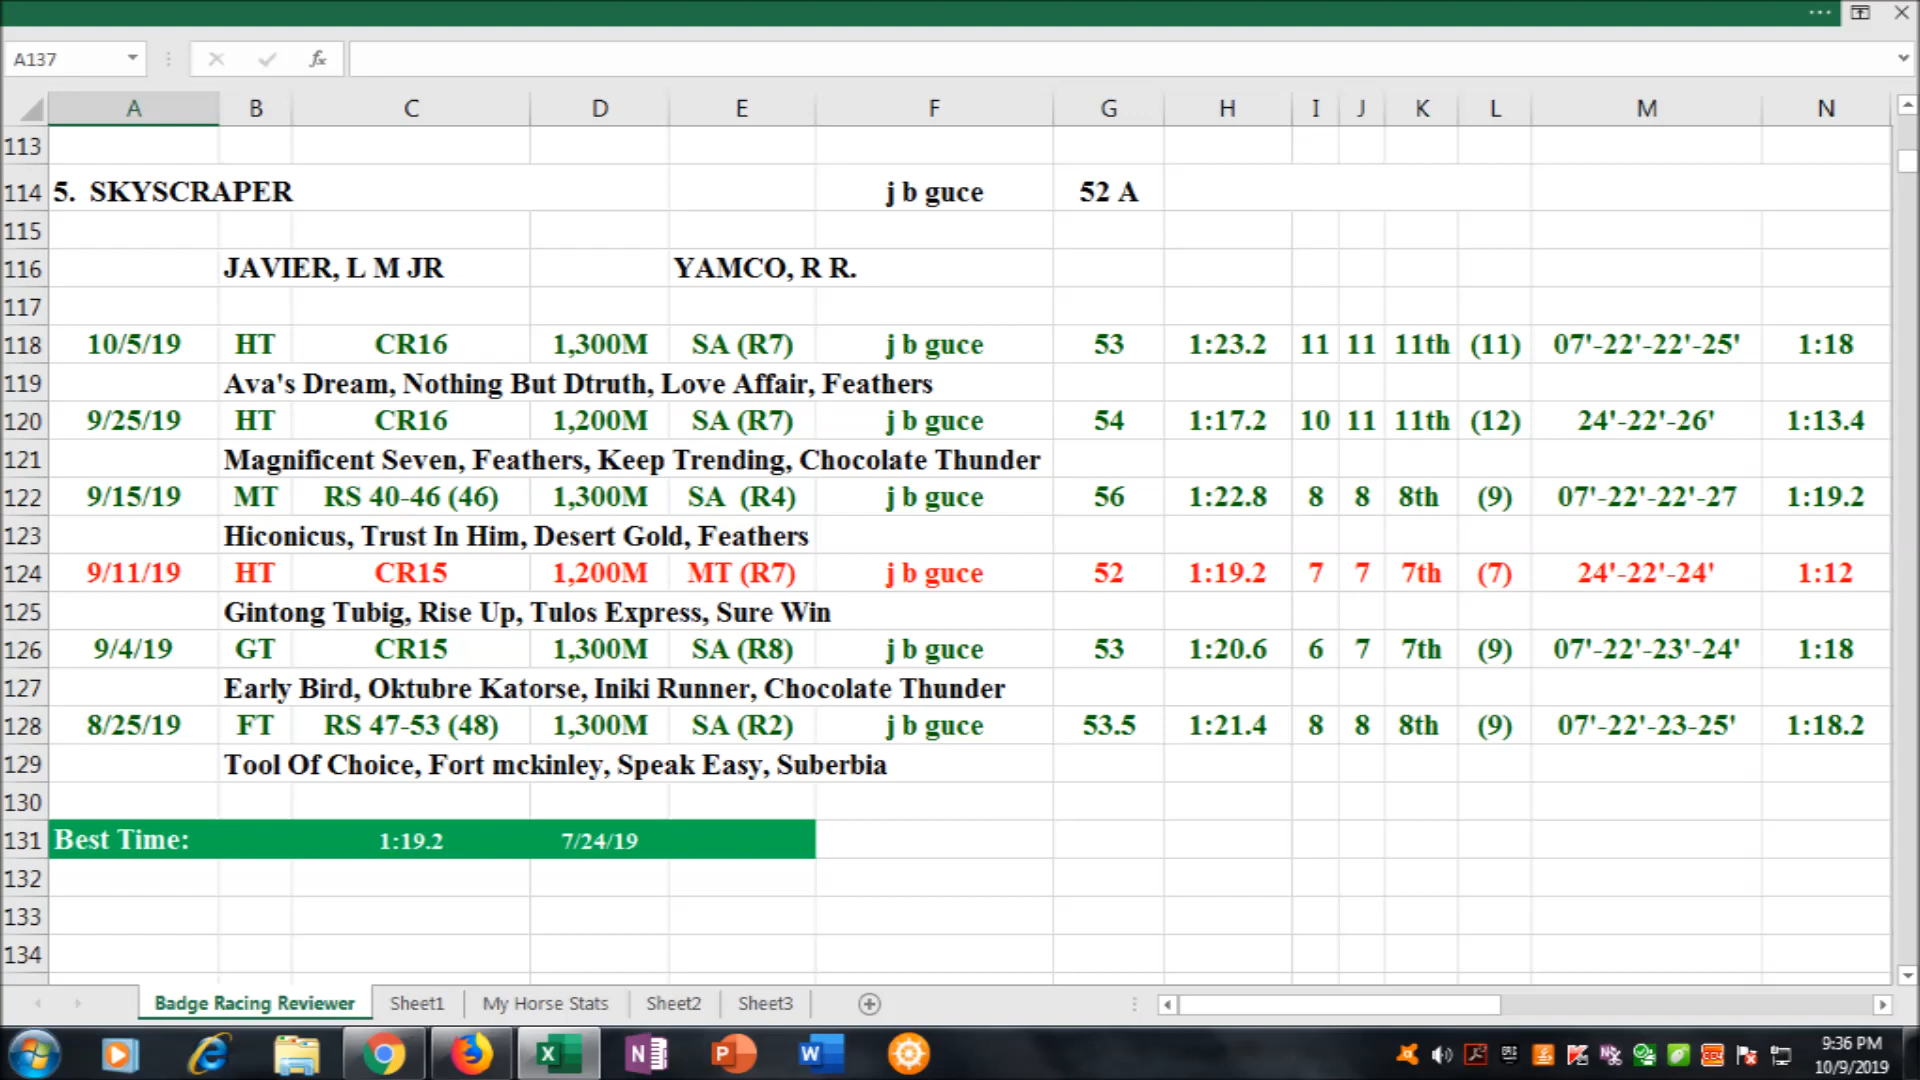 A137
fx
A B C D E F G H I J K L M N
113
114 5. SKYSCRAPER j b guce 52 A
115
116 JAVIER, L M JR YAMCO, R R.
117
118 10/5/19 HT CR16 1,300M SA (R7) j b guce 53 1:23.2 11 11 11th (11) 07'-22'-22'-25' 1:18
119 Ava's Dream, Nothing But Dtruth, Love Affair, Feathers
120 9/25/19 HT CR16 1,200M SA (R7) j b guce 54 1:17.2 10 11 11th (12) 24'-22'-26' 1:13.4
121 Magnificent Seven, Feathers, Keep Trending, Chocolate Thunder
122 9/15/19 MT RS 40-46 (46) 1,300M SA (R4) j b guce 56 1:22.8 8 8 8th (9) 07'-22'-22'-27 1:19.2
123 Hiconicus, Trust In Him, Desert Gold, Feathers
124 9/11/19 HT CR15 1,200M MT (R7) j b guce 52 1:19.2 7 7 7th (7) 24'-22'-24' 1:12
125 Gintong Tubig, Rise Up, Tulos Express, Sure Win
126 9/4/19 GT CR15 1,300M SA (R8) j b guce 53 1:20.6 6 7 7th (9) 07'-22'-23'-24' 1:18
127 Early Bird, Oktubre Katorse, Iniki Runner, Chocolate Thunder
128 8/25/19 FT RS 47-53 (48) 1,300M SA (R2) j b guce 53.5 1:21.4 8 8 8th (9) 07'-22'-23-25' 1:18.2
129 Tool Of Choice, Fort mckinley, Speak Easy, Suberbia
130
131 Best Time: 1:19.2 7/24/19
132
133
134
Badge Racing Reviewer Sheet1 My Horse Stats Sheet2 Sheet3
9:36 PM
10/9/2019